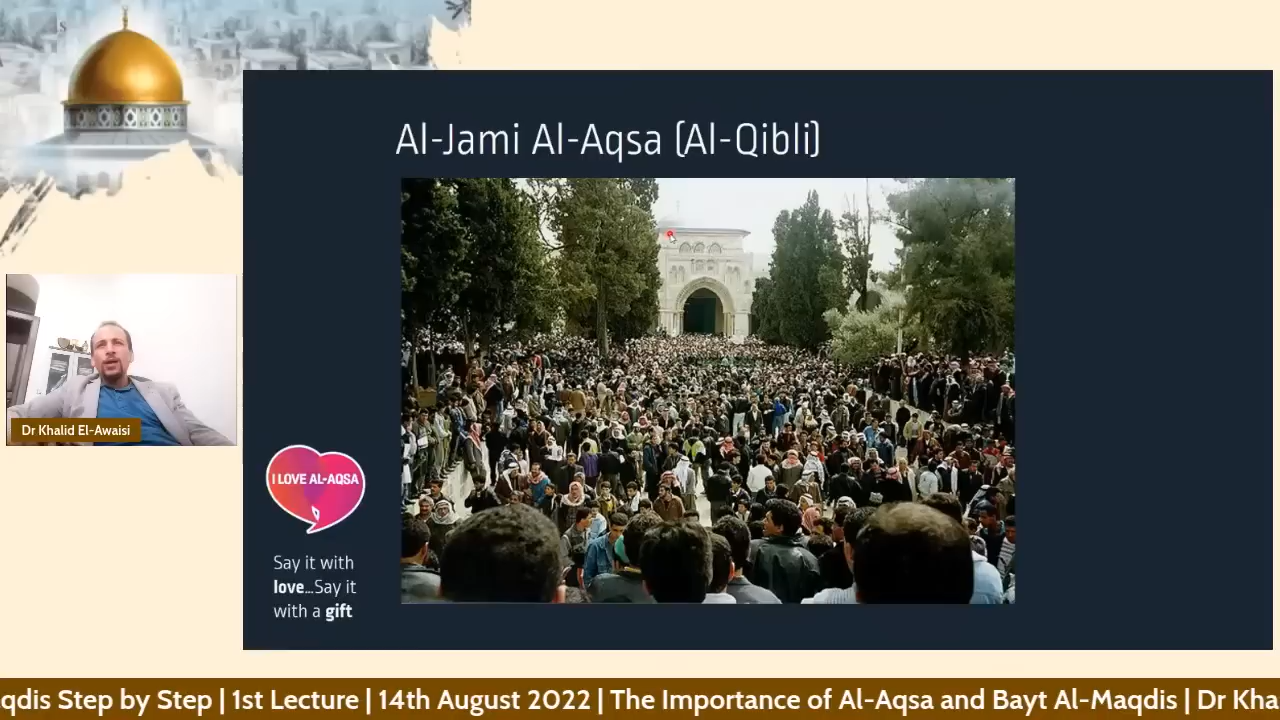 Al-Jami Al-Aqsa (Al-Qibli)
Dr Khalid El-Awaisi
I LOVE AL-AQSA
Say it with
love...Say it
with a gift
qdis Step by Step | 1st Lecture | 14th August 2022 | The Importance of Al-Aqsa and Bayt Al-Maqdis | Dr Kha